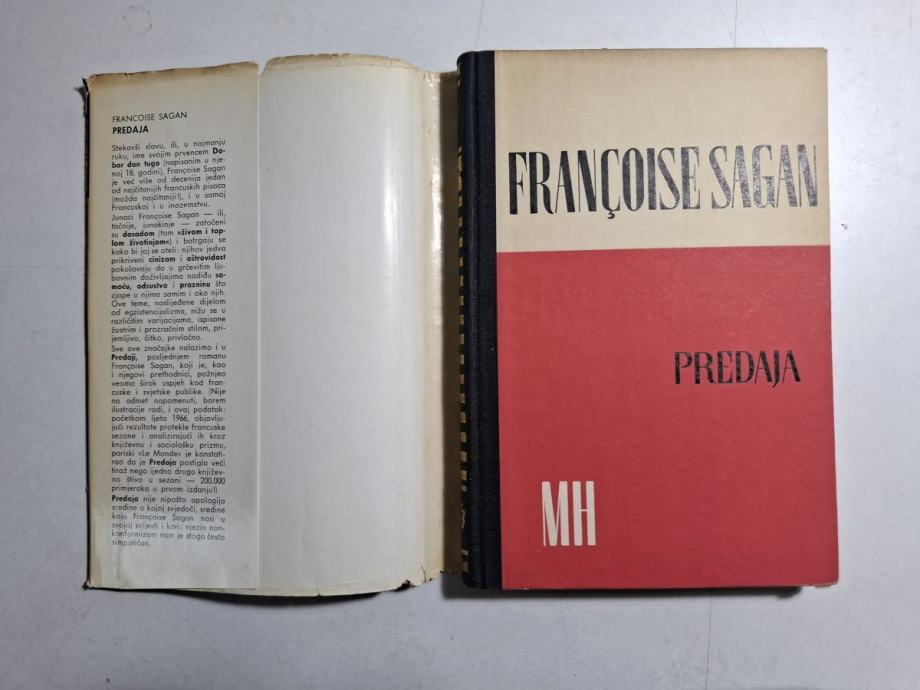 FRANCOISE SAGAN
PREDAJA
Stekavši slavu, ili, u najmanju
ruku, ime svojim prvencem Do-
bar dan tugo (napisanim u nje-
noj 18. godini), Françoise Sagan
je već više od decenija jedan
od najčitanijih francuskih pisaca
(možda najčitaniji!), i u samoj
Francuskoj i u inozemstvu.
Junaci Françoise Sagan — ili,
tačnije, junakinje — zatočeni
su dosadom (tom »živom i top-
lom životinjom«) i batrgaju se
kako bi joj se oteli: njihov jedva
prikriveni cinizam i oštrovidost
pokušavaju da u grčevitim lju-
bavnim doživljajima nadiđu sa-
moću, odsustvo i prazninu što
zjape u njima samim i oko njih.
Ove teme, naslijeđene dijelom
od egzistencijalizma, nižu se u
različitim varijacijama, ispisane
žustrim i prozračnim stilom, pri-
jemljivo, čitko, privlačno.
Sve ove značajke nalazimo i u
Predaji, posljednjem romanu
Françoise Sagan, koji je, kao
i njegovi prethodnici, požnjeo
veoma širok uspjeh kod fran-
cuske i svjetske publike. (Nije
na odmet napomenuti, barem
ilustracije radi, i ovaj podatak:
početkom ljeta 1966, objavlju-
jući rezultate protekle francuske
sezone i analizirajući ih kroz
književnu i sociološku prizmu,
pariski »Le Monde« je konstati-
rao da je Predaja postigla veći
tiraž nego ijedno drugo književ-
no štivo u sezoni — 200.000
primjeraka u prvom izdanju!)
Predaja nije nipošto apologija
sredine o kojoj svjedoči, sredine
koju Françoise Sagan nosi u
svojoj svijesti i krvi: njezin non-
konformizam nam je stoga često
simpatičan.
FRANÇOISE SAGAN
PREDAJA
MH